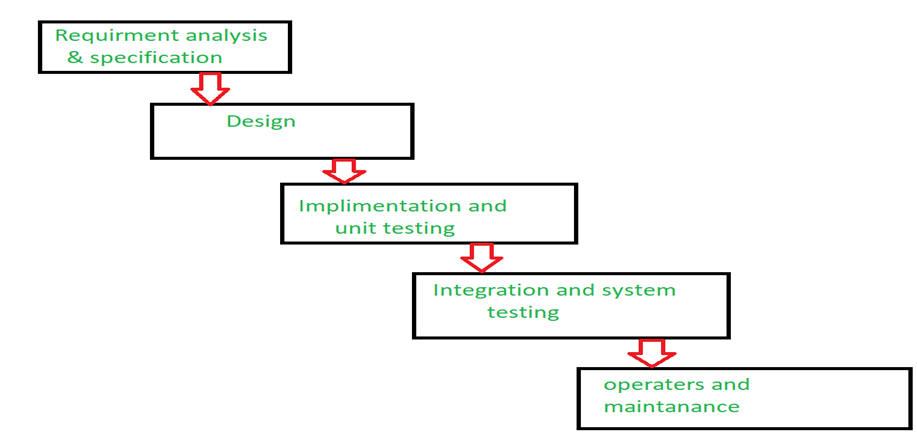 Requirment analysis
& specification
Design
Implimentation and
unit testing
Integration and system
testing
operaters and
maintanance